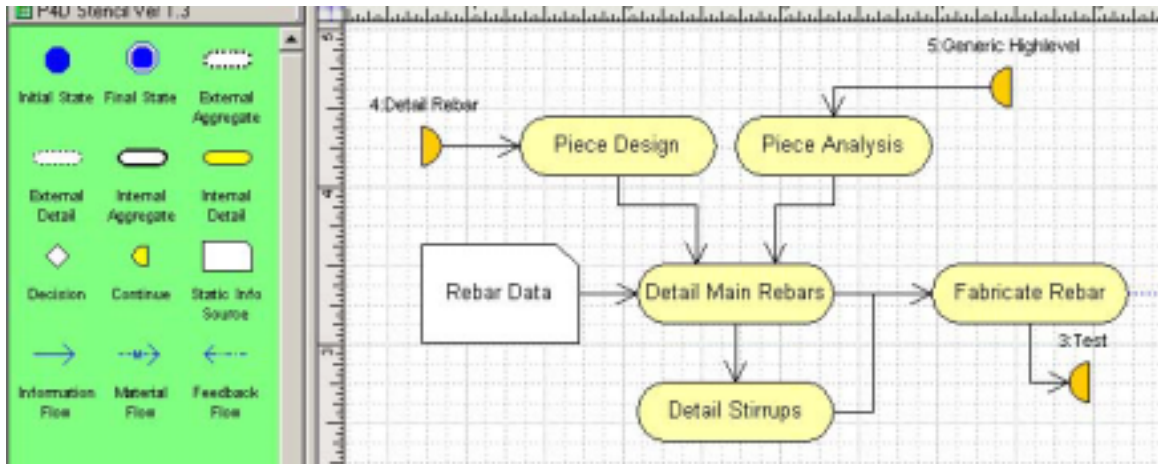 P4D Stencil Ver 1.3
Initial State
Final State
External
Aggregate
External
Detail
Internal
Aggregate
Internal
Detail
Decision
Continue
Static Info
Source
Information
Flow
Material
Flow
Feedback
Flow
5:Generic Highlevel
4:Detail Rebar
Piece Design
Piece Analysis
Rebar Data
Detail Main Rebars
Fabricate Rebar
3:Test
Detail Stirrups